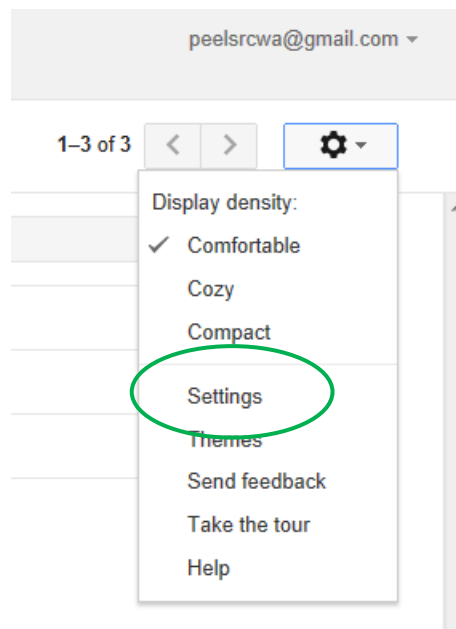 peelsrcwa@gmail.com
1–3 of 3
Display density:
Comfortable
Cozy
Compact
Settings
Themes
Send feedback
Take the tour
Help